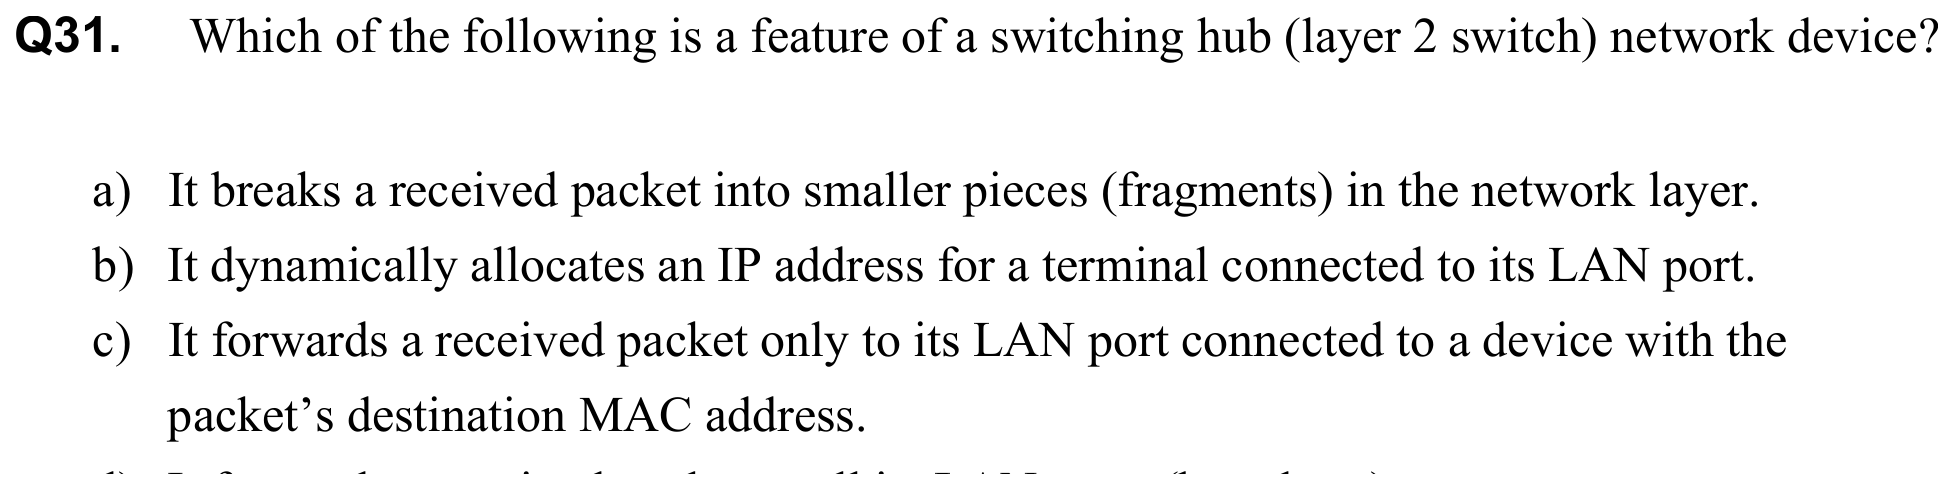 Q31. Which of the following is a feature of a switching hub (layer 2 switch) network device?
a) It breaks a received packet into smaller pieces (fragments) in the network layer.
b) It dynamically allocates an IP address for a terminal connected to its LAN port.
c) It forwards a received packet only to its LAN port connected to a device with the
packet’s destination MAC address.